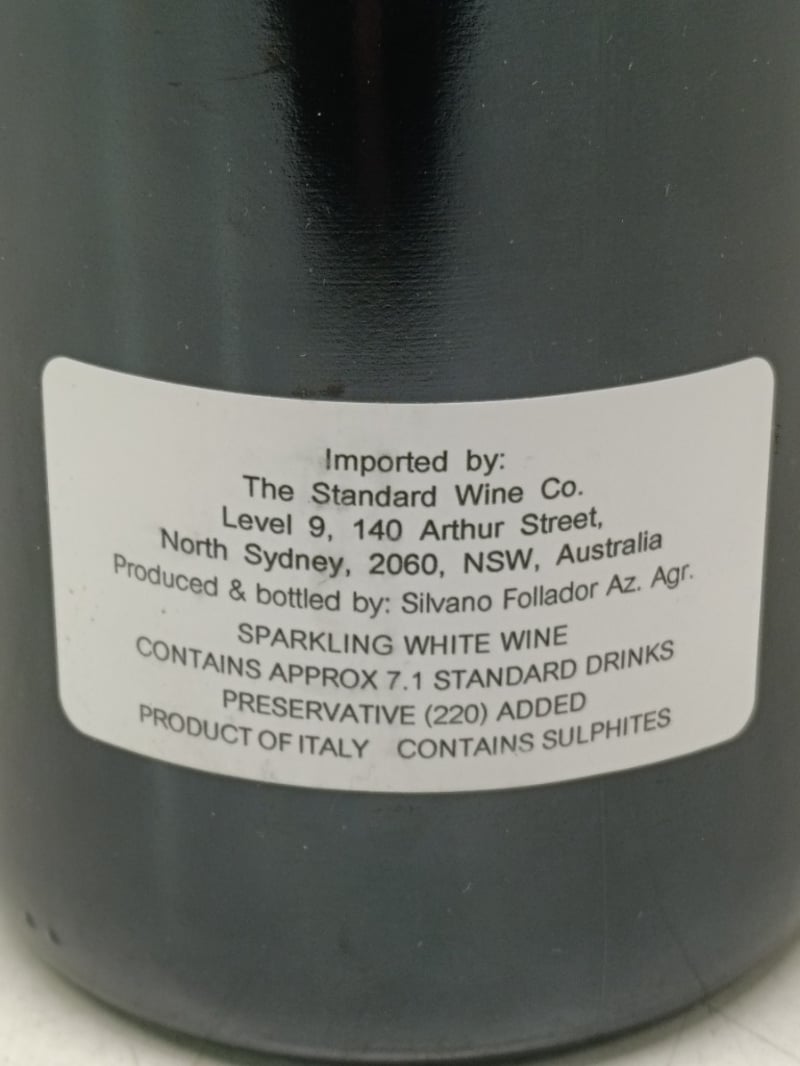 Imported by:
The Standard Wine Co.
Level 9, 140 Arthur Street,
North Sydney, 2060, NSW, Australia
Produced & bottled by: Silvano Follador Az. Agr.
SPARKLING WHITE WINE
CONTAINS APPROX 7.1 STANDARD DRINKS
PRESERVATIVE (220) ADDED
PRODUCT OF ITALY CONTAINS SULPHITES